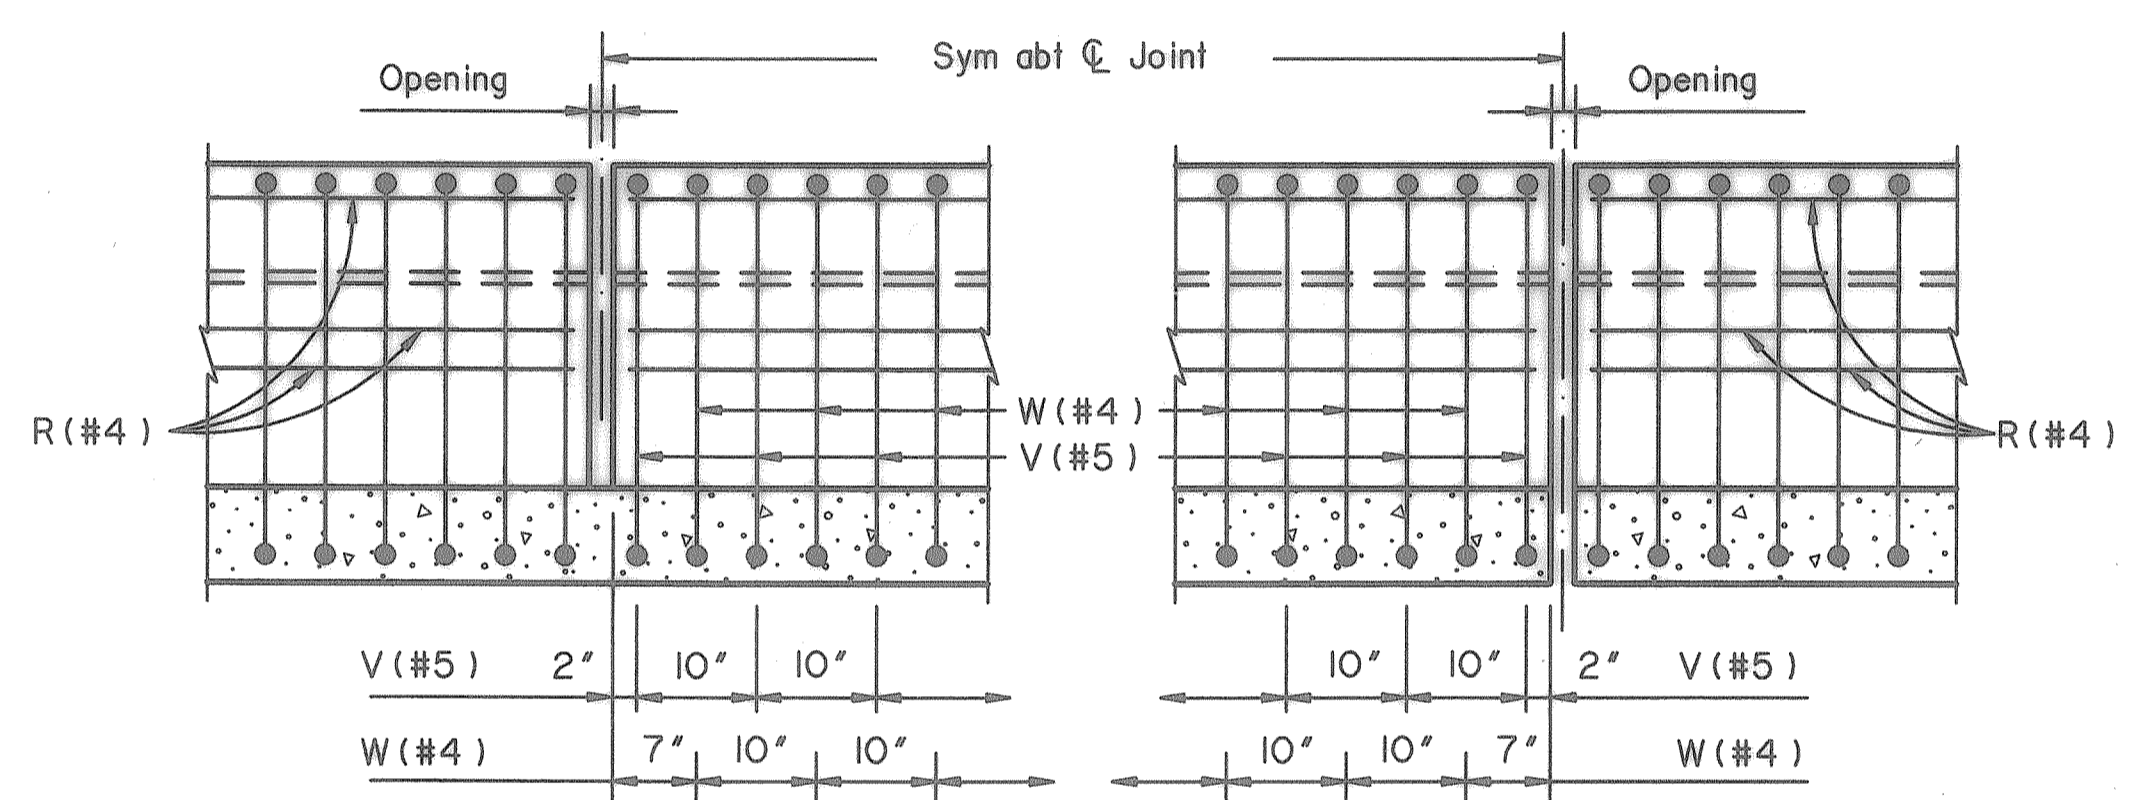 Sym abt ℄ Joint
Opening
Opening
W(#4)
R(#4)
R(#4)
V(#5)
V(#5) 2" 10" 10"
10" 10" 2" V(#5)
W(#4) 7" 10" 10"
10" 10" 7" W(#4)